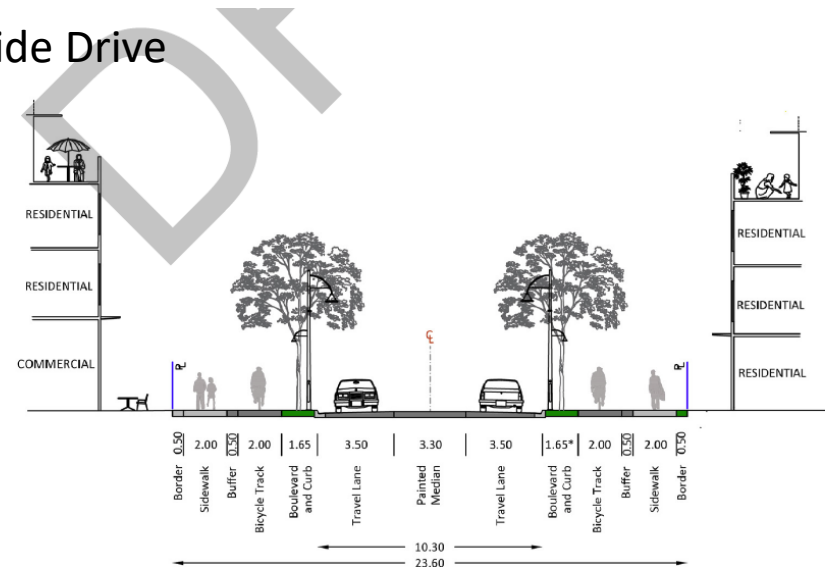 ide Drive
RESIDENTIAL
RESIDENTIAL
COMMERCIAL
RESIDENTIAL
RESIDENTIAL
RESIDENTIAL
PL
CL
PL
0.50 2.00 0.50 2.00 1.65 3.50 3.30 3.50 1.65* 2.00 0.50 2.00 0.50
Border
Sidewalk
Buffer
Bicycle Track
Boulevard
and Curb
Travel Lane
Painted
Median
Travel Lane
Boulevard
and Curb
Bicycle Track
Buffer
Sidewalk
Border
10.30
23.60